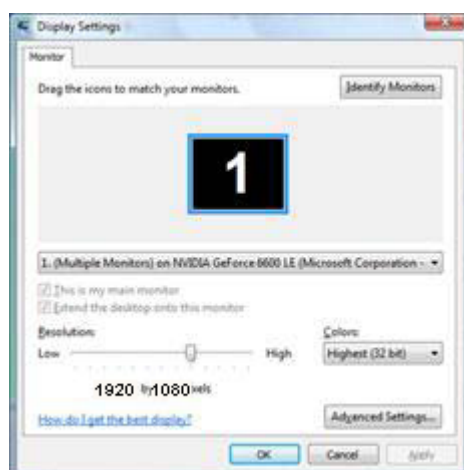 Display Settings
Monitor
Drag the icons to match your monitors.
Identify Monitors
1
1. (Multiple Monitors) on NVIDIA GeForce 6600 LE (Microsoft Corporation -
This is my main monitor
Extend the desktop onto this monitor
Resolution:
Colors:
Low
High
Highest (32 bit)
1920 by 1080 xels
How do I get the best display?
Advanced Settings...
OK
Cancel
Apply